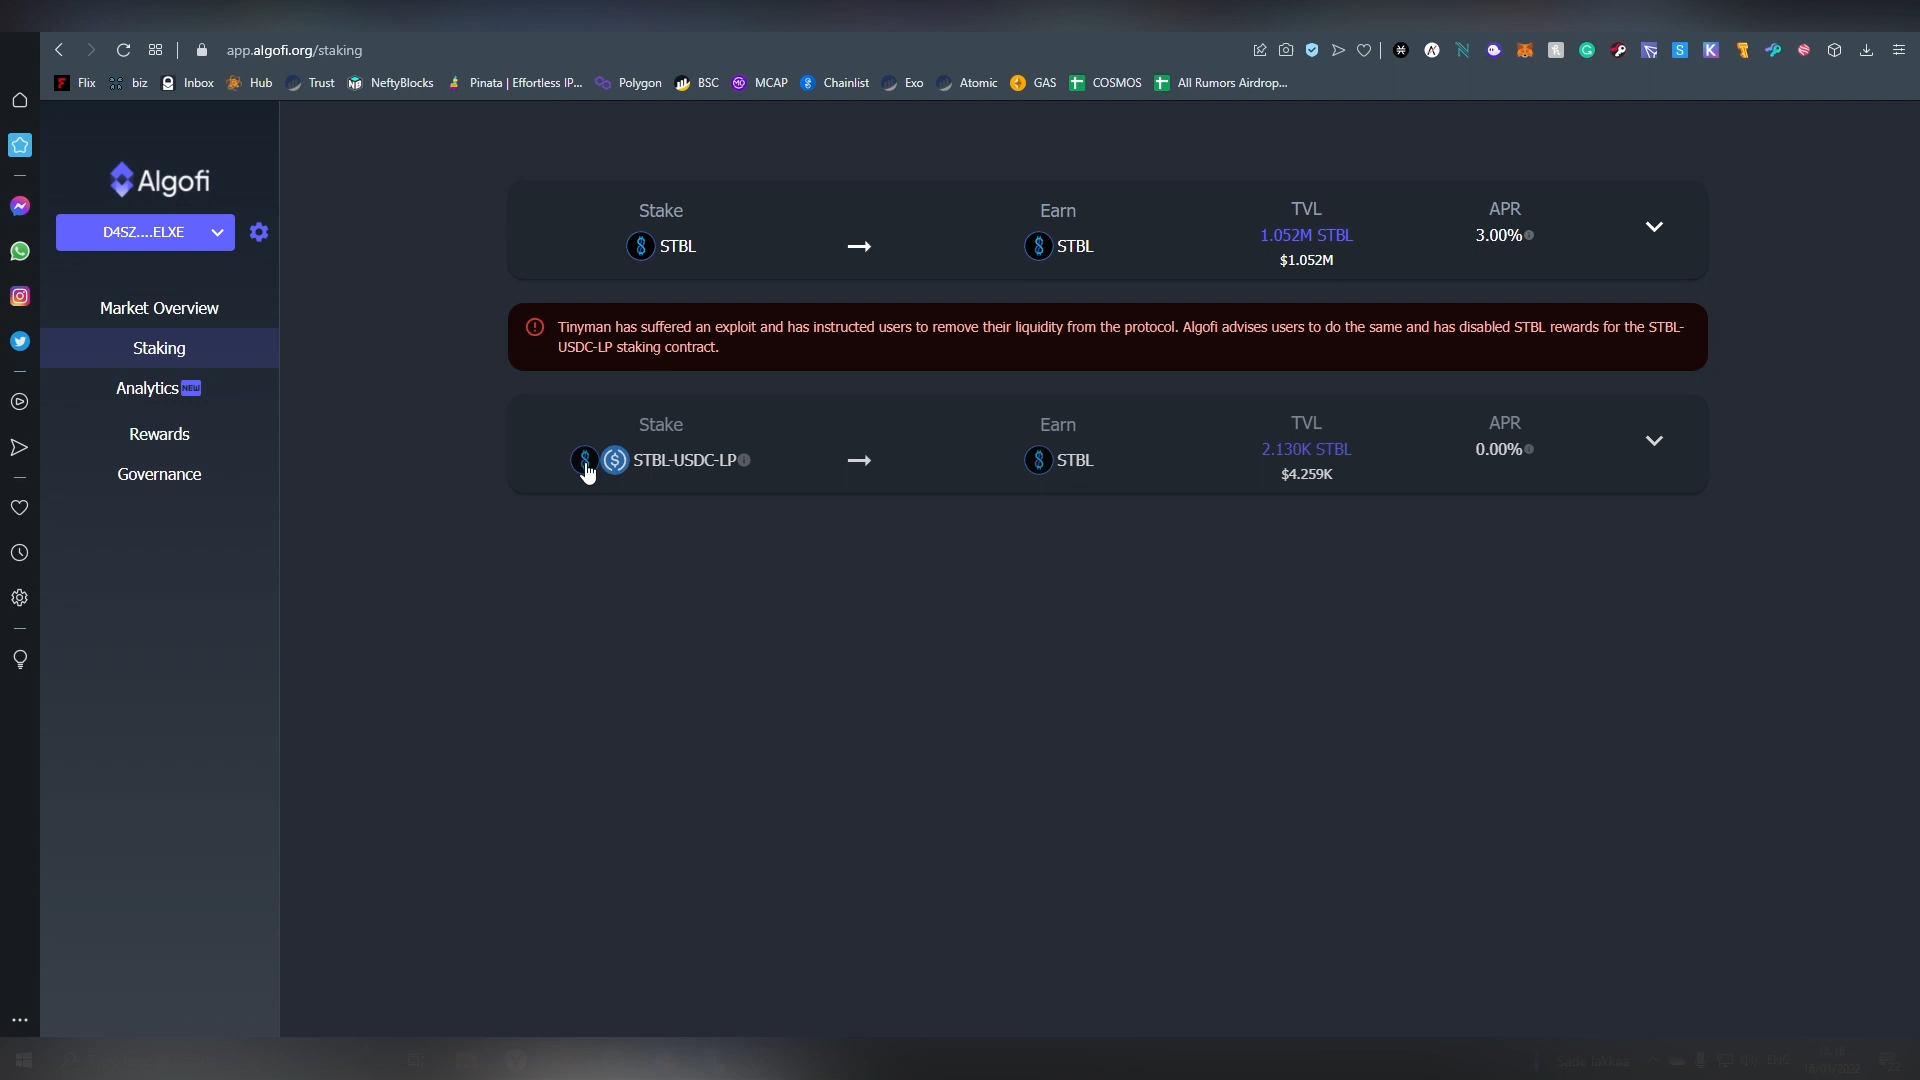 app.algofi.org/staking
Flix biz Inbox Hub Trust NeftyBlocks Pinata | Effortless IP... Polygon BSC MCAP Chainlist Exo Atomic GAS COSMOS All Rumors Airdrop...
Algofi
D4SZ....ELXE
Market Overview
Staking
Analytics NEW
Rewards
Governance
Stake Earn TVL APR
STBL → STBL 1.052M STBL 3.00%
$1.052M
Tinyman has suffered an exploit and has instructed users to remove their liquidity from the protocol. Algofi advises users to do the same and has disabled STBL rewards for the STBL-
USDC-LP staking contract.
Stake Earn TVL APR
STBL-USDC-LP → STBL 2.130K STBL 0.00%
$4.259K